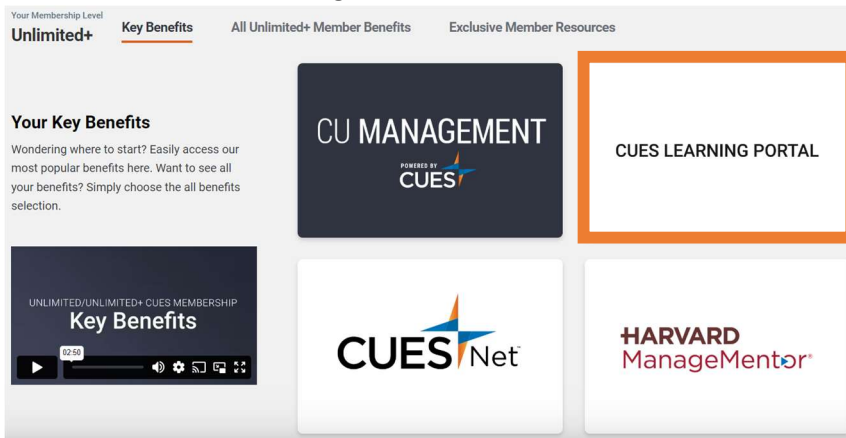 Your Membership Level
Unlimited+
Key Benefits
All Unlimited+ Member Benefits
Exclusive Member Resources
Your Key Benefits
Wondering where to start? Easily access our
most popular benefits here. Want to see all
your benefits? Simply choose the all benefits
selection.
CU MANAGEMENT
POWERED BY
CUES
CUES LEARNING PORTAL
UNLIMITED/UNLIMITED+ CUES MEMBERSHIP
Key Benefits
02:50
CUES Net
HARVARD
ManageMentor®